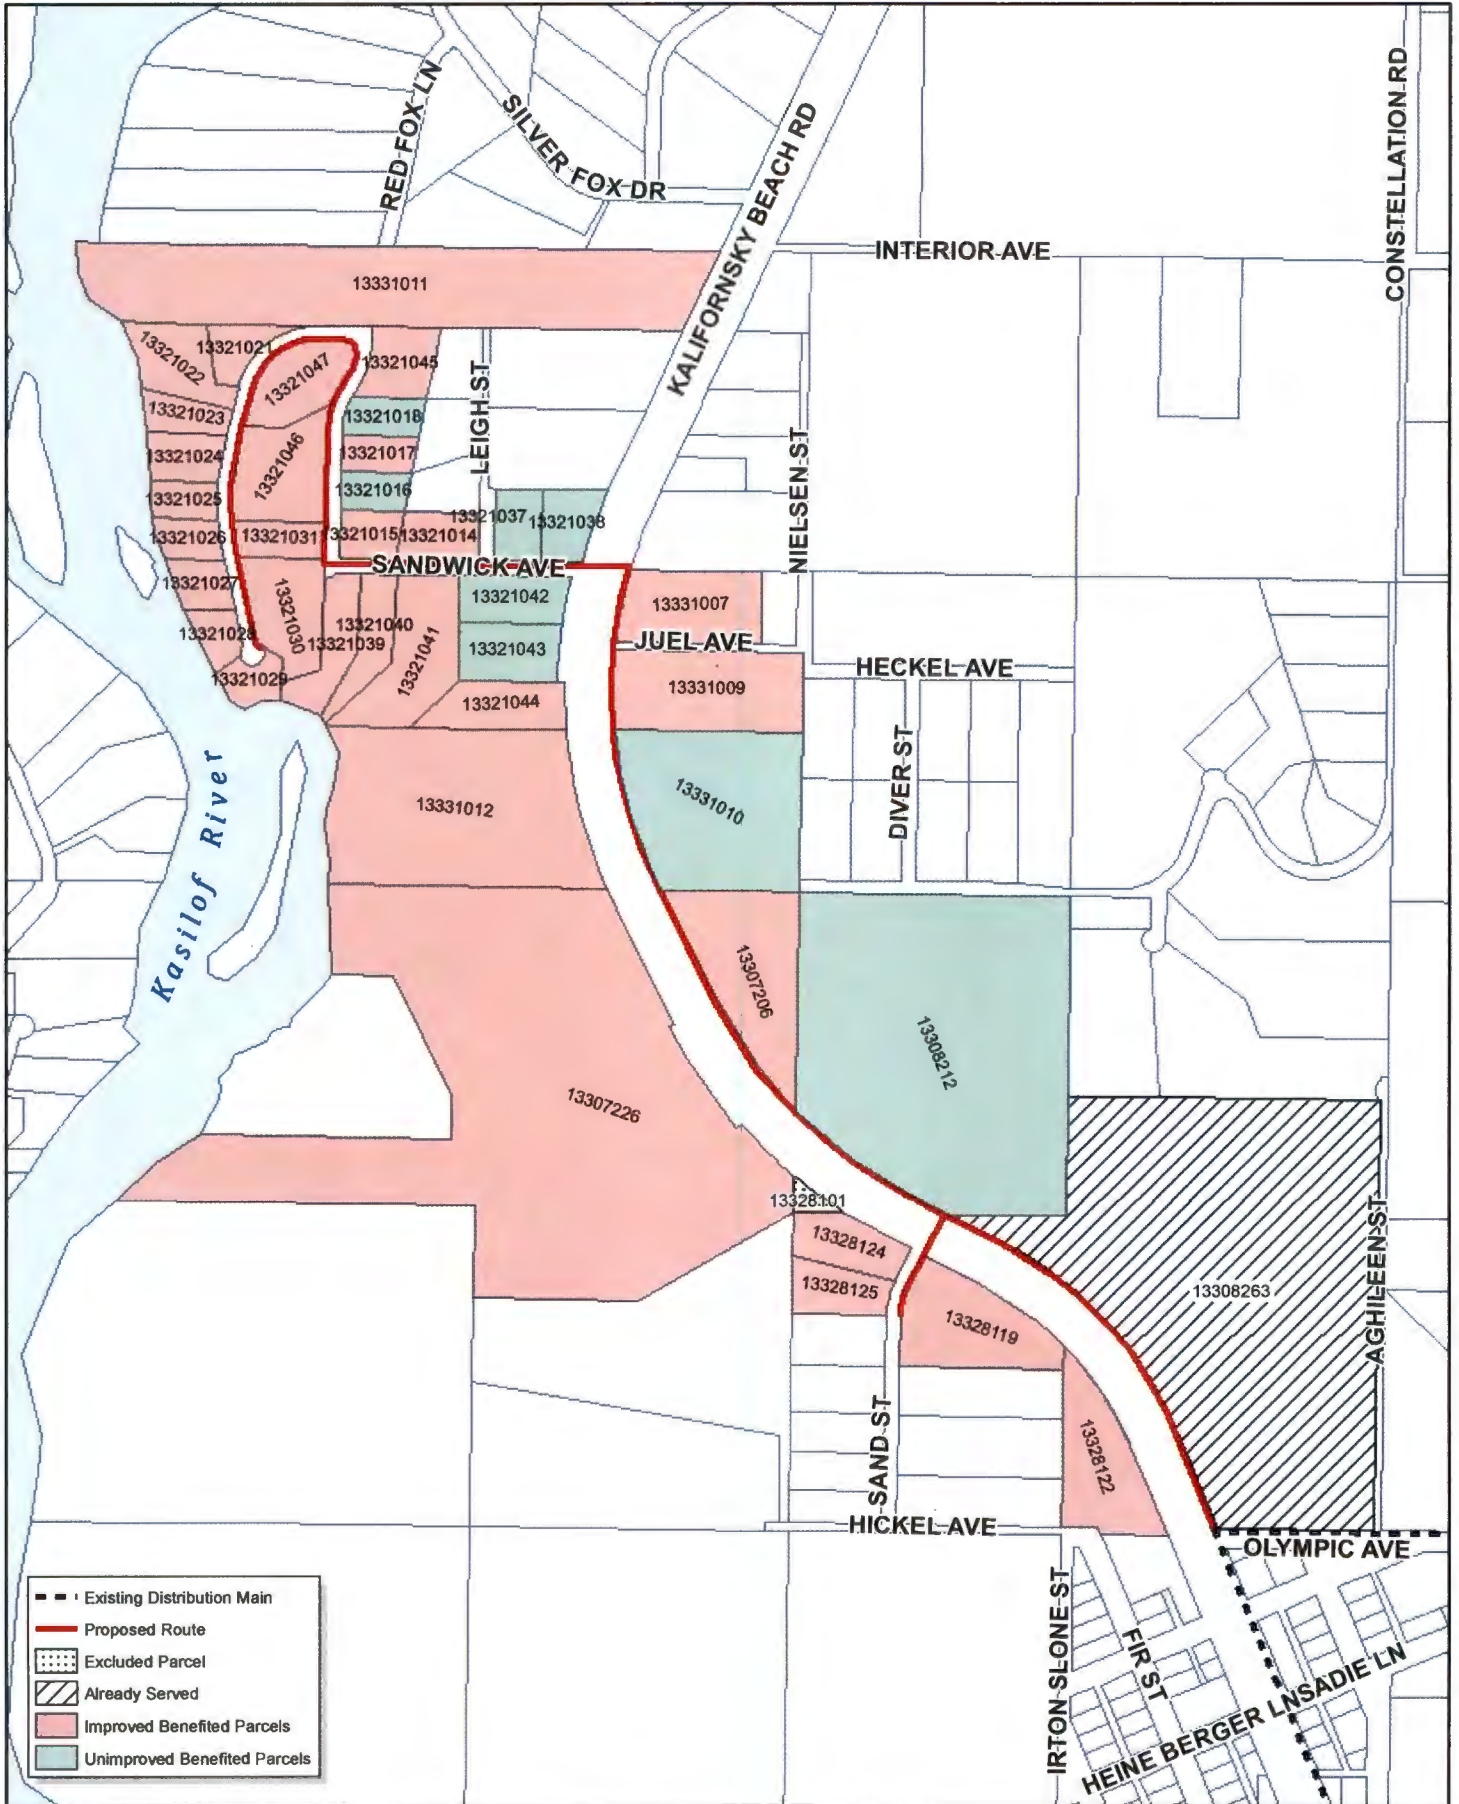 RED FOX LN
SILVER FOX DR
KALIFORNSKY BEACH RD
CONSTELLATION RD
INTERIOR AVE
13331011
13321022
13321021
13321047
13321045
LEIGH ST
13321023
13321018
13321046
13321017
13321024
NIELSEN ST
13321025
13321016
13321037
13321038
13321026
13321031
13321015
13321014
SANDWICK AVE
13321027
13321030
13321042
13331007
13321028
13321040
13321039
13321041
13321043
JUEL AVE
HECKEL AVE
13321029
13321044
13331009
DIVER ST
Kasilof River
13331012
13331010
13307206
13308212
13307226
13328101
13328124
13328125
13308263
AGHILEEN ST
13328119
SAND ST
13328122
HICKEL AVE
OLYMPIC AVE
IRTON SLONE ST
FIR ST
HEINE BERGER LN
SADIE LN
Existing Distribution Main
Proposed Route
Excluded Parcel
Already Served
Improved Benefited Parcels
Unimproved Benefited Parcels